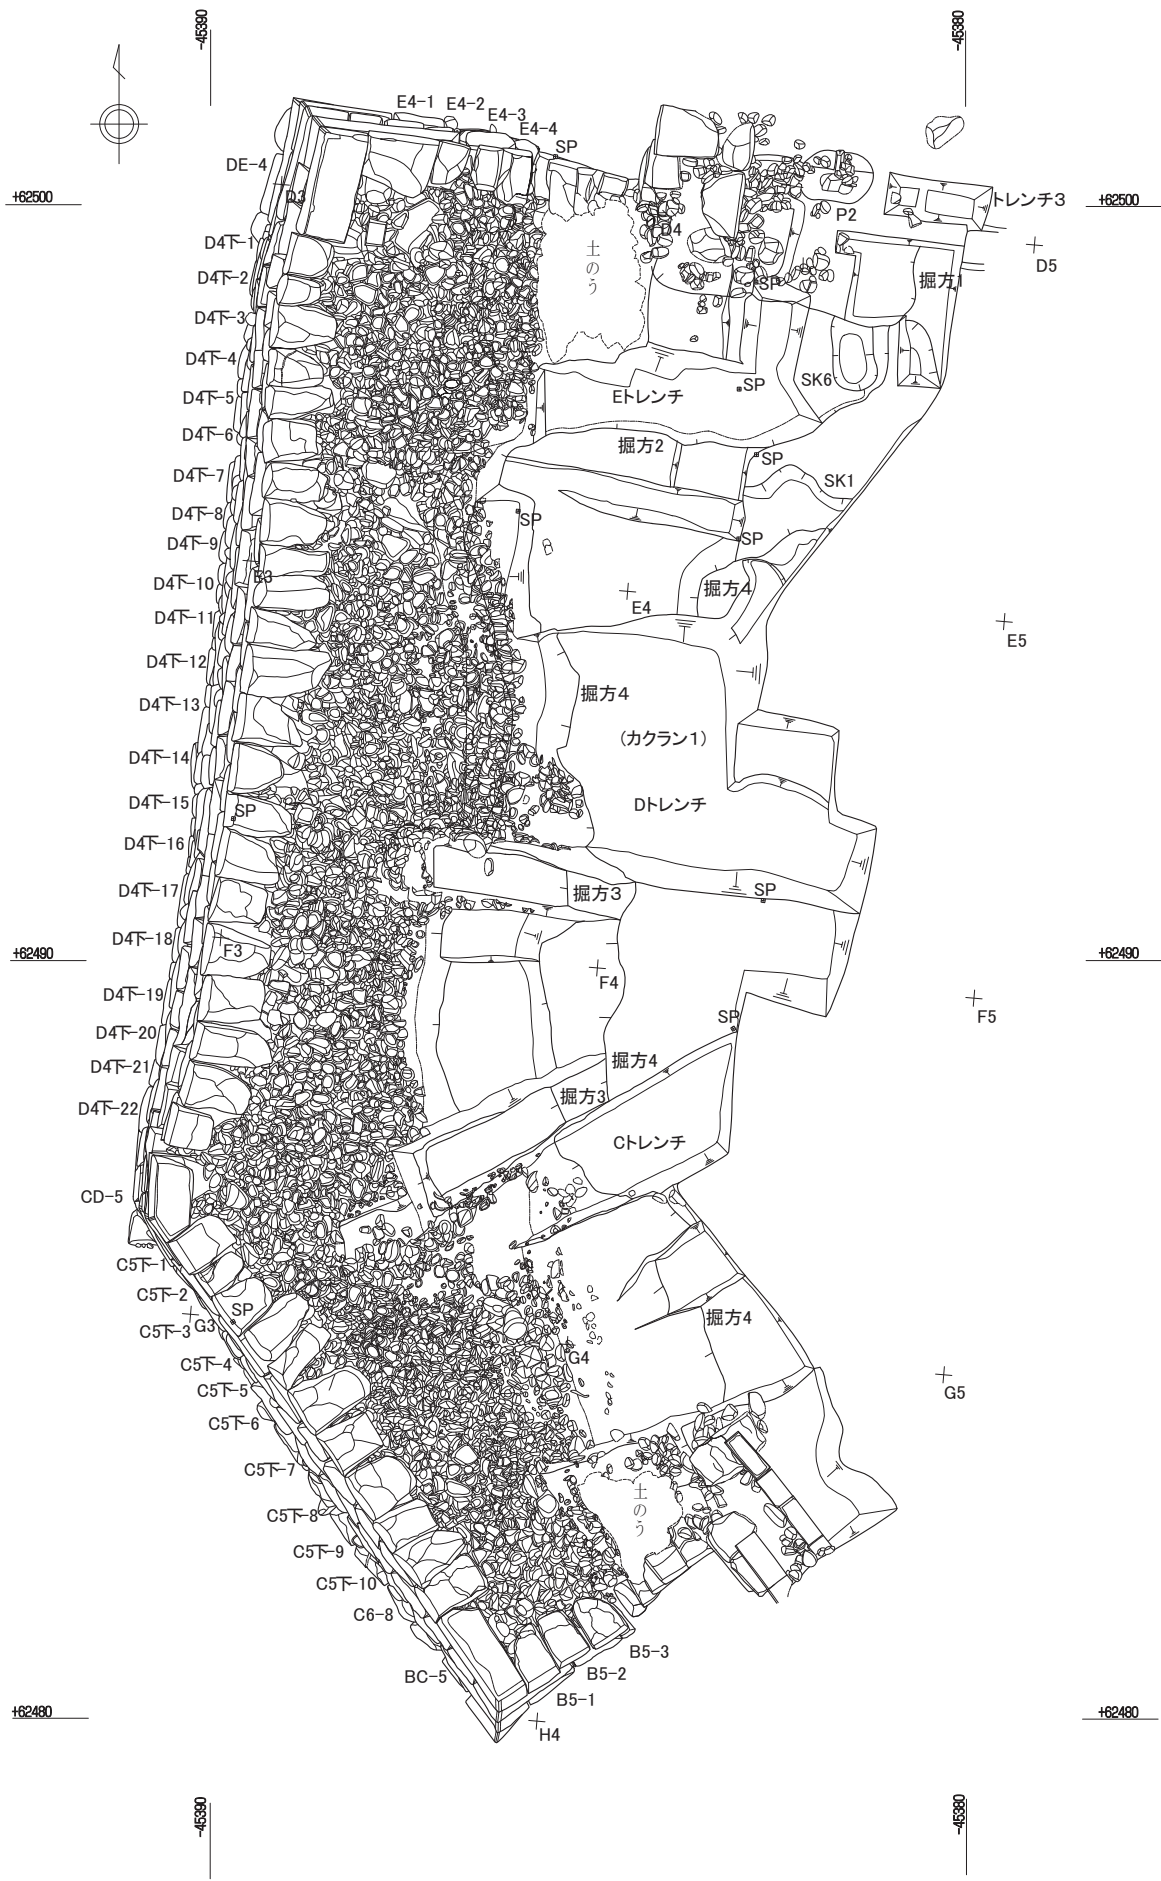 -45390
-45380
E4-1
E4-2
E4-3
E4-4
SP
DE-4
D3
+62500
+62500
トレンチ3
P2
D4
D5
土のう
D4下-1
D4下-2
SP
掘方1
D4下-3
D4下-4
SK6
SP
Eトレンチ
D4下-5
D4下-6
掘方2
SP
D4下-7
SK1
D4下-8
SP
SP
D4下-9
E3
D4下-10
掘方4
E4
D4下-11
E5
D4下-12
掘方4
D4下-13
(カクラン1)
D4下-14
D4下-15
SP
Dトレンチ
D4下-16
D4下-17
掘方3
SP
D4下-18
F3
+62490
+62490
F4
D4下-19
F5
SP
D4下-20
掘方4
D4下-21
掘方3
D4下-22
Cトレンチ
CD-5
C5下-1
C5下-2
SP
G3
掘方4
C5下-3
G4
C5下-4
C5下-5
G5
C5下-6
C5下-7
土のう
C5下-8
C5下-9
C5下-10
C6-8
B5-3
BC-5
B5-2
B5-1
+62480
+62480
H4
-45390
-45380